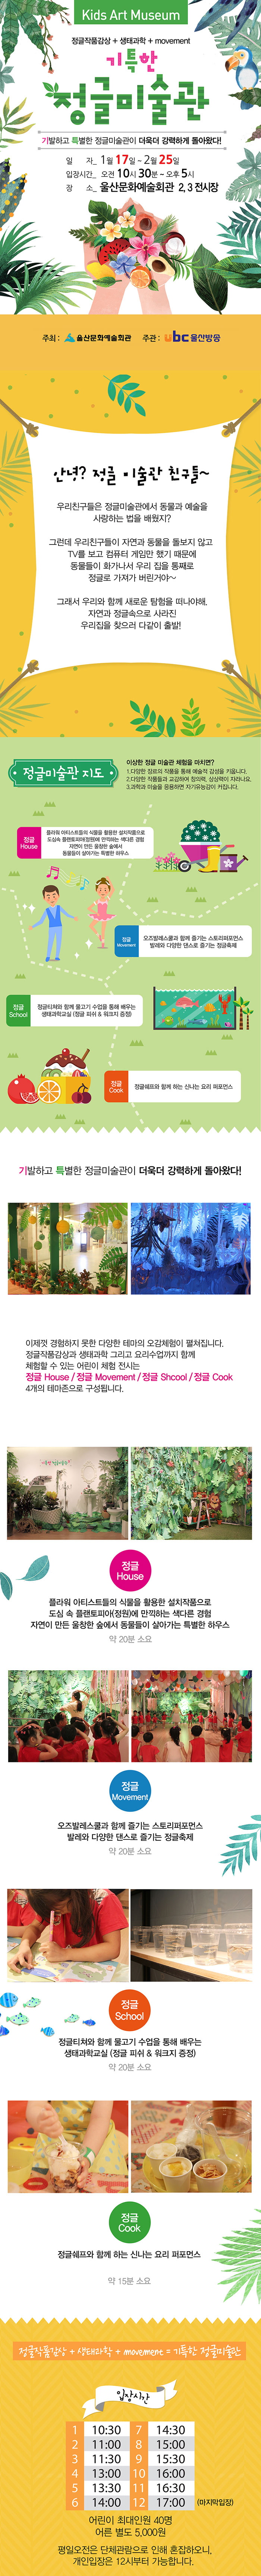 Kids Art Museum
정글작품감상 + 생태과학 + movement
기특한
정글미술관
기발하고 특별한 정글미술관이 더욱더 강력하게 돌아왔다!
일 자_ 1월 17일 ~ 2월 25일
입장시간_ 오전 10시 30분 ~ 오후 5시
장 소_ 울산문화예술회관 2, 3 전시장
주최 : 울산문화예술회관 주관 : ubc 울산방송
안녕? 정글 미술관 친구들~
우리친구들은 정글미술관에서 동물과 예술을
사랑하는 법을 배웠지?
그런데 우리친구들이 자연과 동물을 돌보지 않고
TV를 보고 컴퓨터 게임만 했기 때문에
동물들이 화가나서 우리 집을 통째로
정글로 가져가 버린거야~
그래서 우리와 함께 새로운 탐험을 떠나야해.
자연과 정글속으로 사라진
우리집을 찾으러 다같이 출발!
정글미술관 지도
이상한 정글 미술관 체험을 마치면?
1.다양한 장르의 작품을 통해 예술적 감성을 키웁니다.
2.다양한 작품들과 교감하며 창의력, 상상력이 자라나요.
3.과학과 미술을 응용하면 자기유능감이 커집니다.
정글
House
플라워 아티스트들의 식물을 활용한 설치작품으로
도심속 플랜토피아(정원)에 만끽하는 색다른 경험
자연이 만든 울창한 숲에서
동물들이 살아가는 특별한 하우스
정글
Movement
오즈발레스쿨과 함께 즐기는 스토리퍼포먼스
발레와 다양한 댄스로 즐기는 정글축제
정글
School
정글티쳐와 함께 물고기 수업을 통해 배우는
생태과학교실 (정글 피쉬 & 워크지 증정)
정글
Cook
정글쉐프와 함께 하는 신나는 요리 퍼포먼스
기발하고 특별한 정글미술관이 더욱더 강력하게 돌아왔다!
이제껏 경험하지 못한 다양한 테마의 오감체험이 펼쳐집니다.
정글작품감상과 생태과학 그리고 요리수업까지 함께
체험할 수 있는 어린이 체험 전시는
정글 House / 정글 Movement / 정글 Shcool / 정글 Cook
4개의 테마존으로 구성됩니다.
정글
House
플라워 아티스트들의 식물을 활용한 설치작품으로
도심 속 플랜토피아(정원)에 만끽하는 색다른 경험
자연이 만든 울창한 숲에서 동물들이 살아가는 특별한 하우스
약 20분 소요
정글
Movement
오즈발레스쿨과 함께 즐기는 스토리퍼포먼스
발레와 다양한 댄스로 즐기는 정글축제
약 20분 소요
정글
School
정글티쳐와 함께 물고기 수업을 통해 배우는
생태과학교실 (정글 피쉬 & 워크지 증정)
약 20분 소요
정글
Cook
정글쉐프와 함께 하는 신나는 요리 퍼포먼스
약 15분 소요
정글작품감상 + 생태과학 + movement = 기특한 정글미술관
입장시간
1 10:30 7 14:30
2 11:00 8 15:00
3 11:30 9 15:30
4 13:00 10 16:00
5 13:30 11 16:30
6 14:00 12 17:00 (마지막입장)
어린이 최대인원 40명
어른 별도 5,000원
평일오전은 단체관람으로 인해 혼잡하오니,
개인입장은 12시부터 가능합니다.